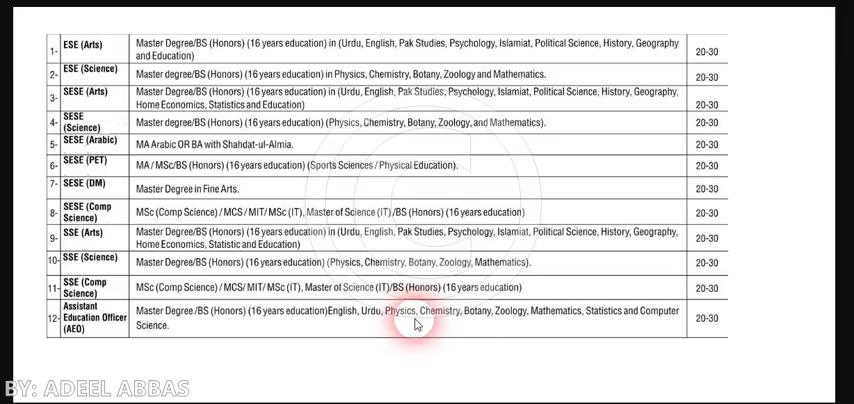 1- ESE (Arts) Master Degree/BS (Honors) (16 years education) in (Urdu, English, Pak Studies, Psychology, Islamiat, Political Science, History, Geography
and Education) 20-30
2- ESE (Science) Master degree/BS (Honors) (16 years education) in Physics, Chemistry, Botany, Zoology and Mathematics. 20-30
3- SESE (Arts) Master degree/BS (Honors) (16 years education) in (Urdu, English, Pak Studies, Psychology, Islamiat, Political Science, History, Geography,
Home Economics, Statistics and Education) 20-30
4- SESE
(Science) Master degree/BS (Honors) (16 years education) (Physics, Chemistry, Botany, Zoology, and Mathematics). 20-30
5- SESE (Arabic) MA Arabic OR BA with Shahdat-ul-Almia. 20-30
6- SESE (PET) MA / MSc/BS (Honors) (16 years education) (Sports Sciences / Physical Education). 20-30
7- SESE (DM) Master Degree in Fine Arts. 20-30
8- SESE (Comp
Science) MSc (Comp Science) / MCS / MIT/ MSc (IT), Master of Science (IT) /BS (Honors) (16 years education) 20-30
9- SSE (Arts) Master Degree/BS (Honors) (16 years education) in (Urdu, English, Pak Studies, Psychology, Islamiat, Political Science, History, Geography,
Home Economics, Statistic and Education) 20-30
10- SSE (Science) Master Degree/BS (Honors) (16 years education) (Physics, Chemistry, Botany, Zoology, Mathematics). 20-30
11- SSE (Comp
Science) MSc (Comp Science) / MCS/ MIT/ MSc (IT), Master of Science (IT)/BS (Honors) (16 years education) 20-30
12- Assistant
Education Officer
(AEO) Master Degree /BS (Honors) (16 years education)English, Urdu, Physics, Chemistry, Botany, Zoology, Mathematics, Statistics and Computer
Science. 20-30
BY: ADEEL ABBAS